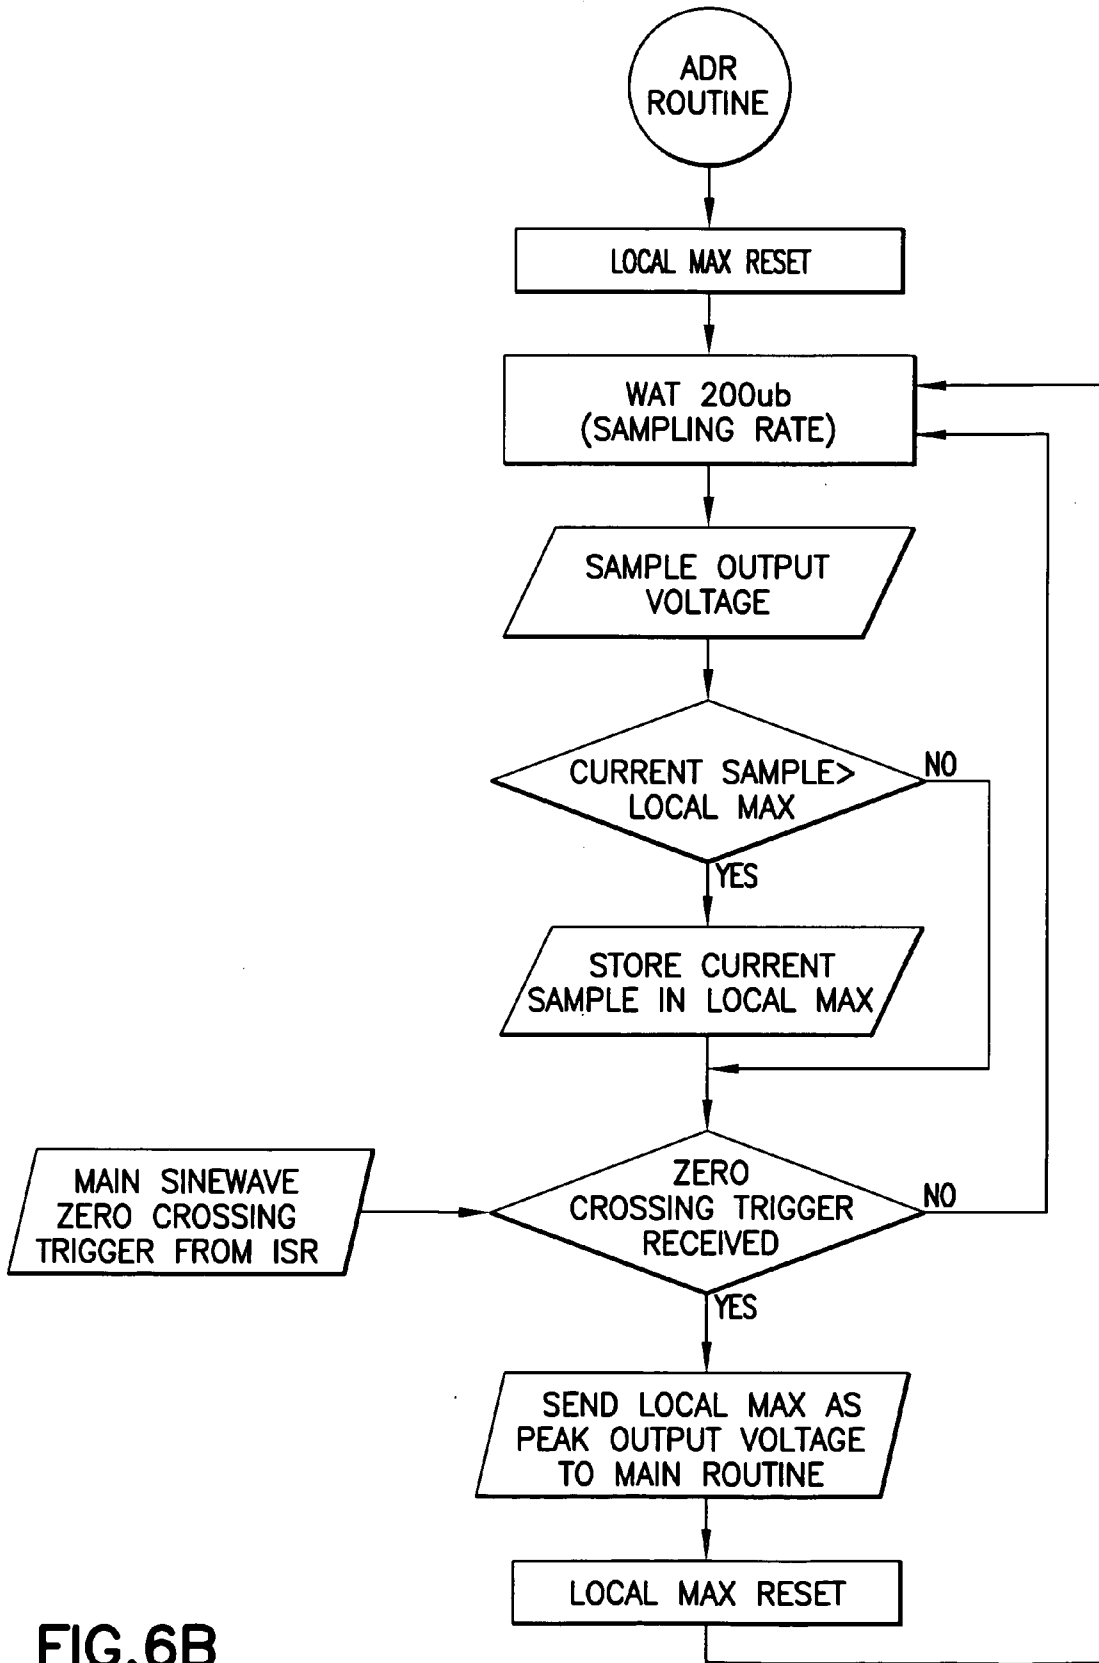 ADR
ROUTINE
LOCAL MAX RESET
WAT 200ub
(SAMPLING RATE)
SAMPLE OUTPUT
VOLTAGE
CURRENT SAMPLE>
LOCAL MAX
NO
YES
STORE CURRENT
SAMPLE IN LOCAL MAX
MAIN SINEWAVE
ZERO CROSSING
TRIGGER FROM ISR
ZERO
CROSSING TRIGGER
RECEIVED
NO
YES
SEND LOCAL MAX AS
PEAK OUTPUT VOLTAGE
TO MAIN ROUTINE
LOCAL MAX RESET
FIG.6B